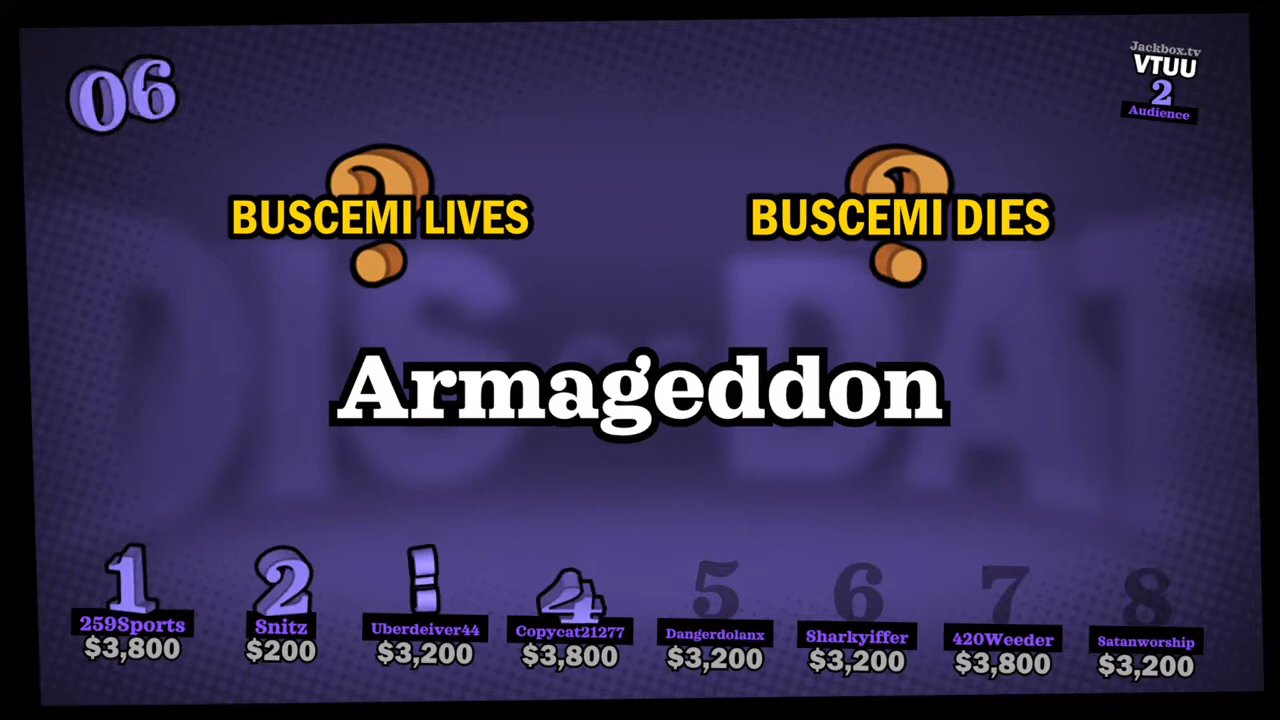 06
Jackbox.tv
VTUU
2
Audience
?
?
BUSCEMI LIVES
BUSCEMI DIES
DIS
DAT
Armageddon
1
2
4
5
6
7
8
259Sports
Snitz
Uberdeiver44
Copycat21277
Dangerdolanx
Sharkyiffer
420Weeder
Satanworship
$3,800
$200
$3,200
$3,800
$3,200
$3,200
$3,800
$3,200